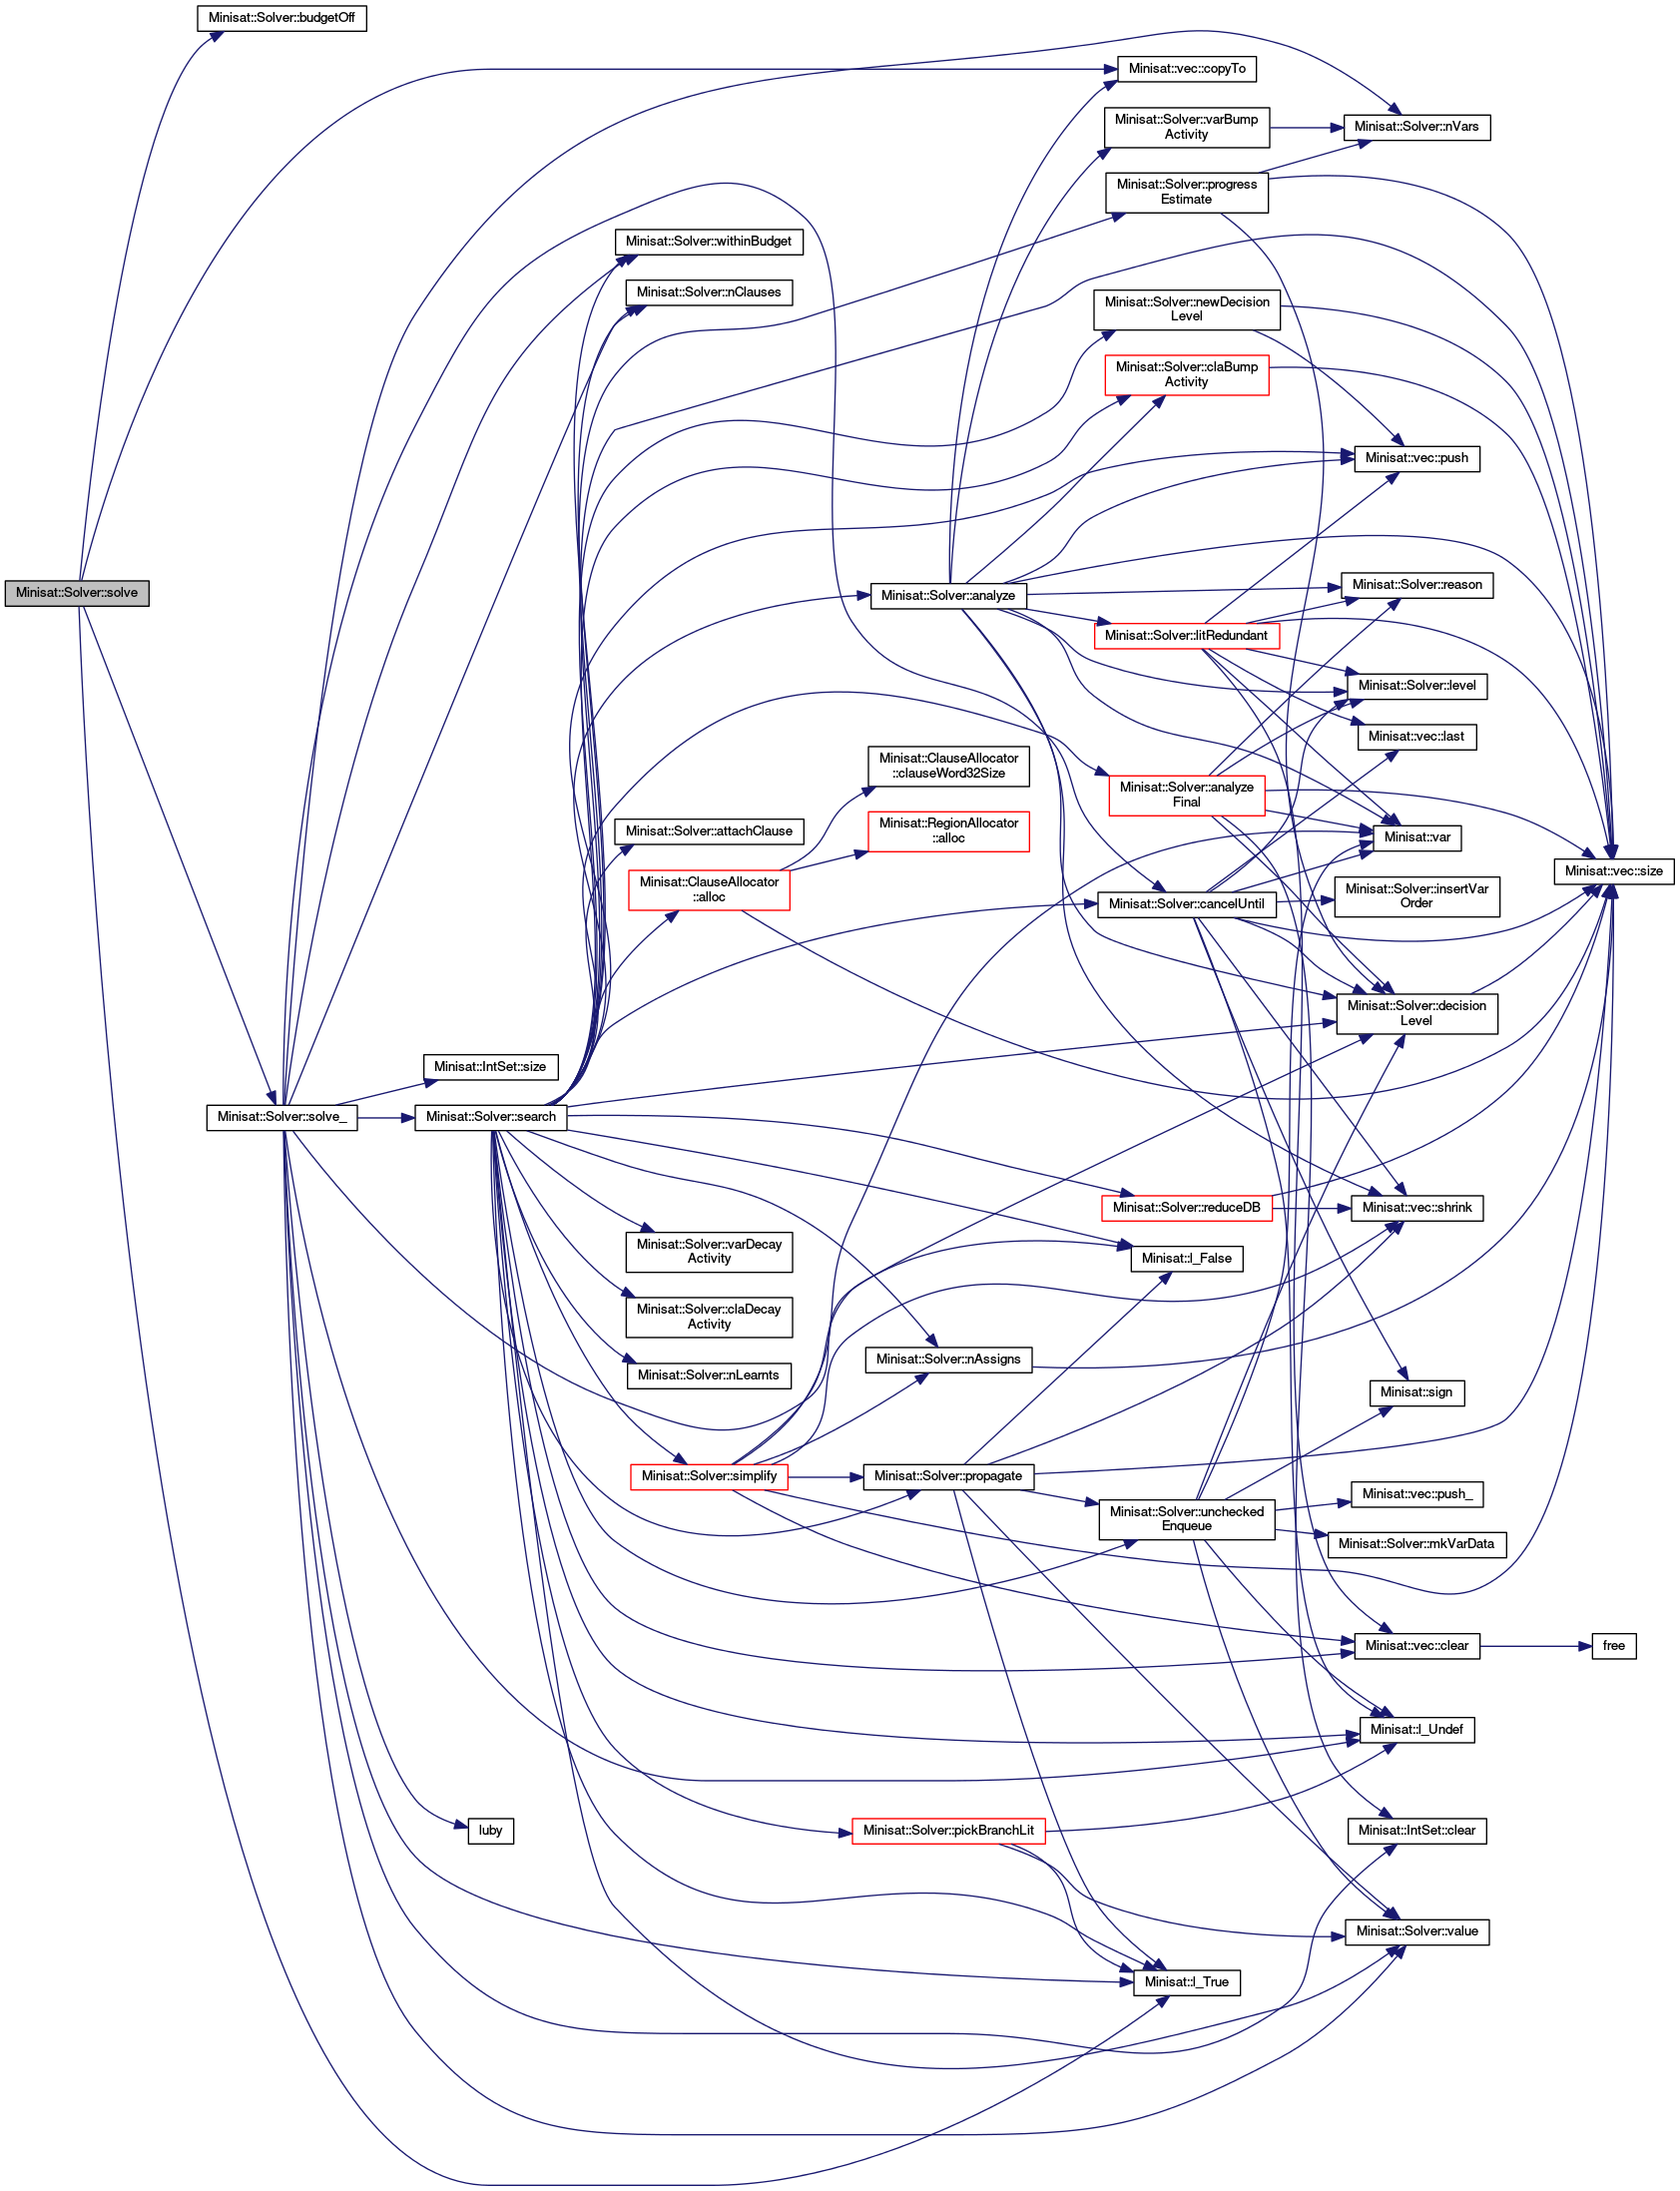 Minisat::Solver::budgetOff
Minisat::vec::copyTo
Minisat::Solver::varBump
Activity
Minisat::Solver::nVars
Minisat::Solver::progress
Estimate
Minisat::Solver::withinBudget
Minisat::Solver::nClauses
Minisat::Solver::newDecision
Level
Minisat::Solver::claBump
Activity
Minisat::vec::push
Minisat::Solver::solve
Minisat::Solver::analyze
Minisat::Solver::reason
Minisat::Solver::litRedundant
Minisat::Solver::level
Minisat::vec::last
Minisat::ClauseAllocator
::clauseWord32Size
Minisat::Solver::analyze
Final
Minisat::Solver::attachClause
Minisat::RegionAllocator
::alloc
Minisat::var
Minisat::vec::size
Minisat::ClauseAllocator
::alloc
Minisat::Solver::cancelUntil
Minisat::Solver::insertVar
Order
Minisat::Solver::decision
Level
Minisat::IntSet::size
Minisat::Solver::solve_
Minisat::Solver::search
Minisat::Solver::reduceDB
Minisat::vec::shrink
Minisat::Solver::varDecay
Activity
Minisat::l_False
Minisat::Solver::claDecay
Activity
Minisat::Solver::nLearnts
Minisat::Solver::nAssigns
Minisat::sign
Minisat::Solver::simplify
Minisat::Solver::propagate
Minisat::vec::push_
Minisat::Solver::unchecked
Enqueue
Minisat::Solver::mkVarData
Minisat::vec::clear
free
Minisat::l_Undef
luby
Minisat::Solver::pickBranchLit
Minisat::IntSet::clear
Minisat::Solver::value
Minisat::l_True